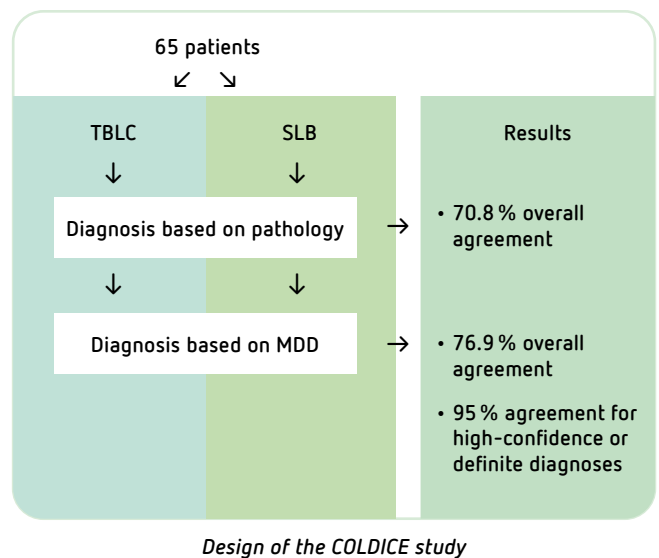 65 patients
↙ ↘
TBLC
SLB
Results
↓ ↓
Diagnosis based on pathology
→
• 70.8 % overall
agreement
↓ ↓
Diagnosis based on MDD
→
• 76.9 % overall
agreement
• 95 % agreement for
high-confidence or
definite diagnoses
Design of the COLDICE study